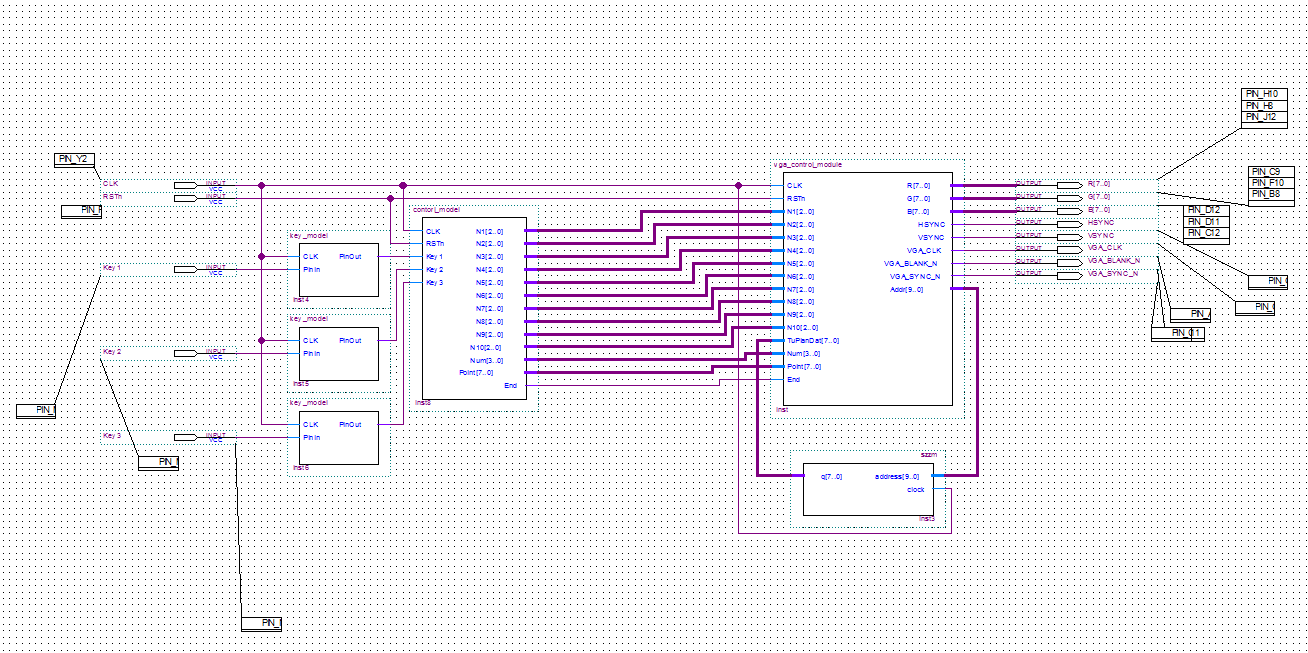 PIN_H10
PIN_H8
PIN_J12
PIN_Y2
CLK
INPUT
VCC
RSTn
INPUT
VCC
PIN_
Key 1
INPUT
VCC
Key 2
INPUT
VCC
Key 3
INPUT
VCC
PIN_
PIN_
PIN_
key_model
CLK
PinOut
PinIn
inst4
key_model
CLK
PinOut
PinIn
inst5
key_model
CLK
PinOut
PinIn
inst6
contorl_model
CLK
N1[2..0]
RSTn
N2[2..0]
Key 1
N3[2..0]
Key 2
N4[2..0]
Key 3
N5[2..0]
N6[2..0]
N7[2..0]
N8[2..0]
N9[2..0]
N10[2..0]
Num[3..0]
Point[7..0]
End
inst8
vga_control_module
CLK
R[7..0]
RSTn
G[7..0]
N1[2..0]
B[7..0]
N2[2..0]
HSYNC
N3[2..0]
VSYNC
N4[2..0]
VGA_CLK
N5[2..0]
VGA_BLANK_N
N6[2..0]
VGA_SYNC_N
N7[2..0]
Addr[9..0]
N8[2..0]
N9[2..0]
N10[2..0]
TuPianDat[7..0]
Num[3..0]
Point[7..0]
End
inst
szzm
q[7..0]
address[9..0]
clock
inst3
OUTPUT
R[7..0]
OUTPUT
G[7..0]
OUTPUT
B[7..0]
OUTPUT
HSYNC
OUTPUT
VSYNC
OUTPUT
VGA_CLK
OUTPUT
VGA_BLANK_N
OUTPUT
VGA_SYNC_N
PIN_C9
PIN_F10
PIN_B8
PIN_D12
PIN_D11
PIN_C12
PIN_
PIN_
PIN_